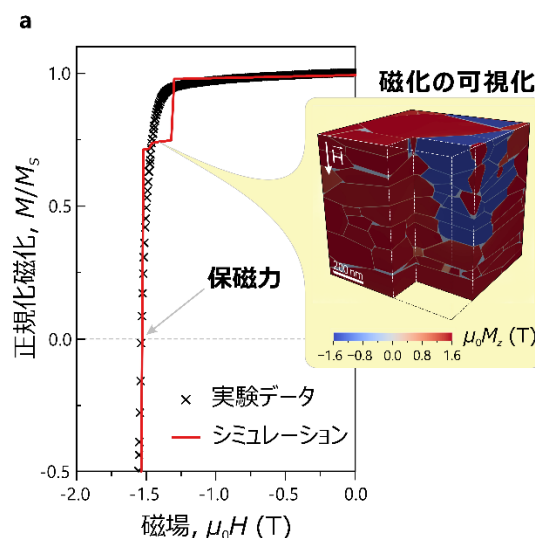 a
1.0
0.5
0.0
-0.5
正規化磁化, M/Ms
-2.0 -1.5 -1.0 -0.5 0.0
磁場, μ₀H (T)
保磁力
× 実験データ
シミュレーション
磁化の可視化
H
200 nm
μ₀Mz (T)
−1.6 −0.8 0.0 0.8 1.6